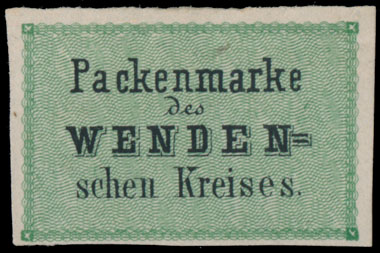 Packenmarke
des
WENDEN=
schen Kreises.